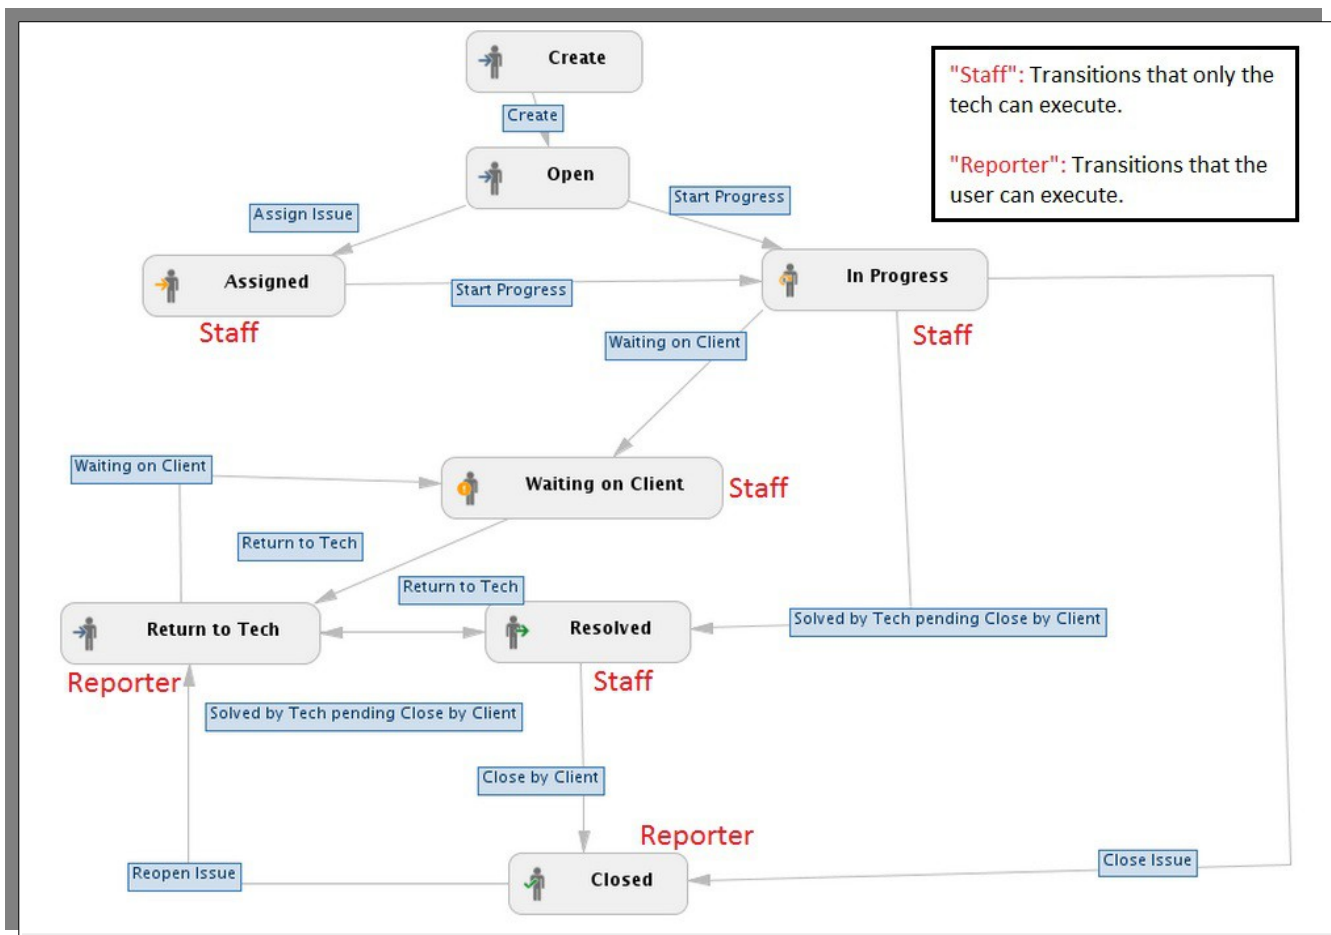 Create
"Staff": Transitions that only the
tech can execute.
"Reporter": Transitions that the
user can execute.
Create
Open
Assign Issue
Start Progress
Assigned
Start Progress
In Progress
Staff
Staff
Waiting on Client
Waiting on Client
Waiting on Client
Staff
Return to Tech
Return to Tech
Return to Tech
Resolved
Solved by Tech pending Close by Client
Reporter
Staff
Solved by Tech pending Close by Client
Close by Client
Reporter
Reopen Issue
Closed
Close Issue